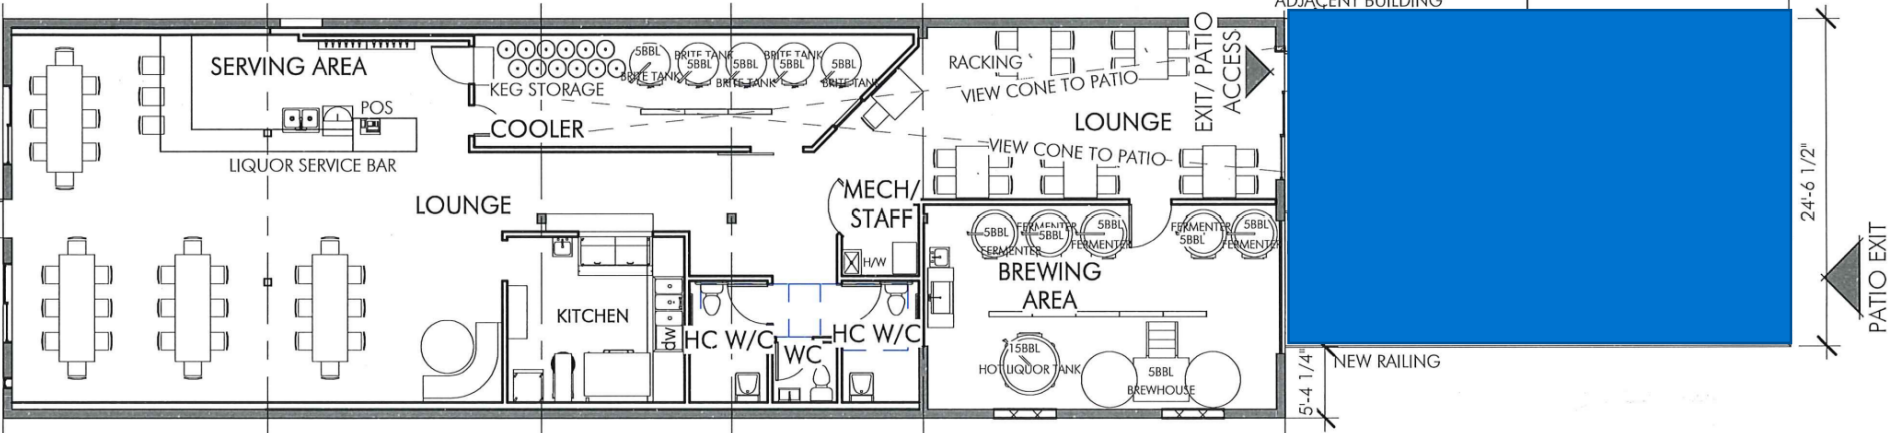 ADJACENT BUILDING
SERVING AREA
POS
LIQUOR SERVICE BAR
LOUNGE
KEG STORAGE
COOLER
5BBL
BRITE TANK
5BBL
BRITE TANK
5BBL
BRITE TANK
5BBL
BRITE TANK
5BBL
BRITE TANK
RACKING
VIEW CONE TO PATIO
LOUNGE
VIEW CONE TO PATIO
EXIT/ PATIO
ACCESS
MECH/
STAFF
H/W
KITCHEN
dw
HC W/C
WC
HC W/C
5BBL
FERMENTER
5BBL
FERMENTER
5BBL
FERMENTER
5BBL
FERMENTER
5BBL
FERMENTER
BREWING
AREA
15BBL
HOT LIQUOR TANK
5BBL
BREWHOUSE
24'-6 1/2"
PATIO EXIT
NEW RAILING
5'-4 1/4"